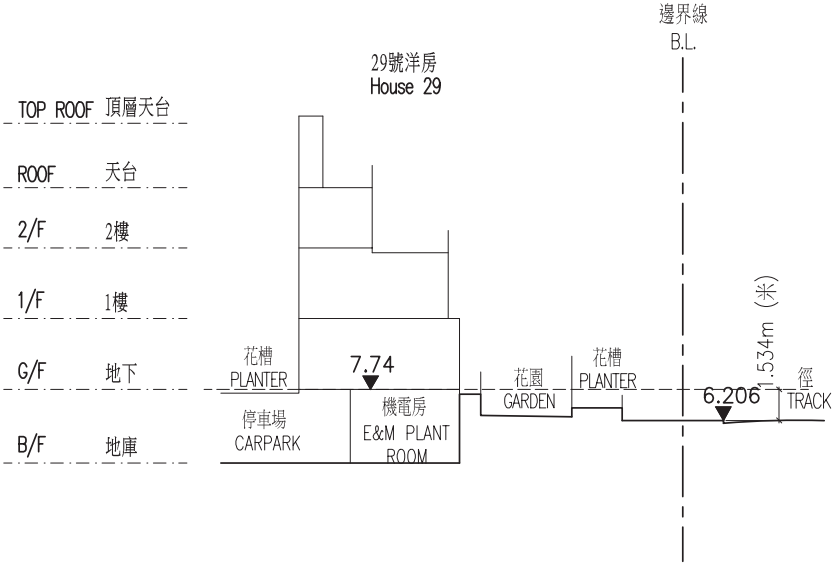 邊界線
B.L.
29號洋房
House 29
TOP ROOF 頂層天台
ROOF 天台
2/F 2樓
1/F 1樓
1.534m (米)
G/F 地下
花槽
PLANTER
7.74
花園
GARDEN
花槽
PLANTER
6.206
徑
TRACK
B/F 地庫
停車場
CARPARK
機電房
E&M PLANT
ROOM